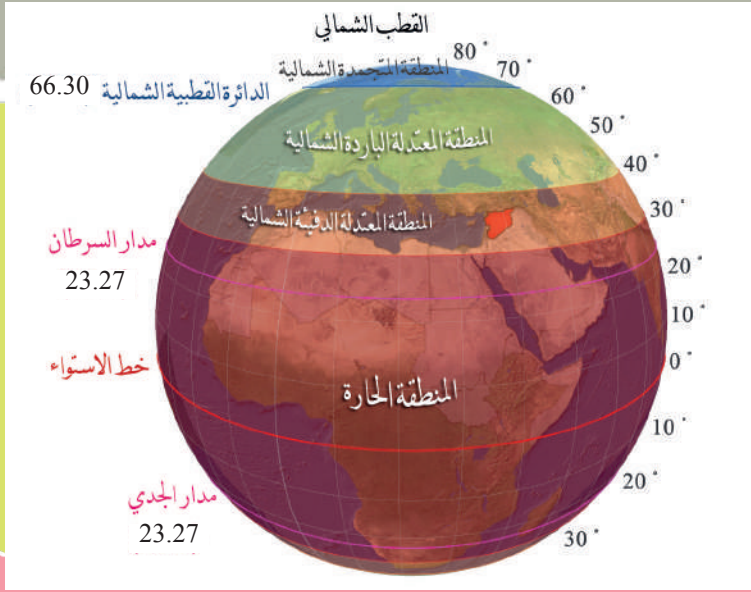 القطب الشمالي
80°
المنطقة المتجمدة الشمالية
70°
الدائرة القطبية الشمالية 66.30
60°
50°
المنطقة المعتدلة الباردة الشمالية
40°
30°
المنطقة المعتدلة الدفيئة الشمالية
مدار السرطان
23.27
20°
10°
0°
خط الاستواء
المنطقة الحارة
10°
20°
مدار الجدي
23.27
30°